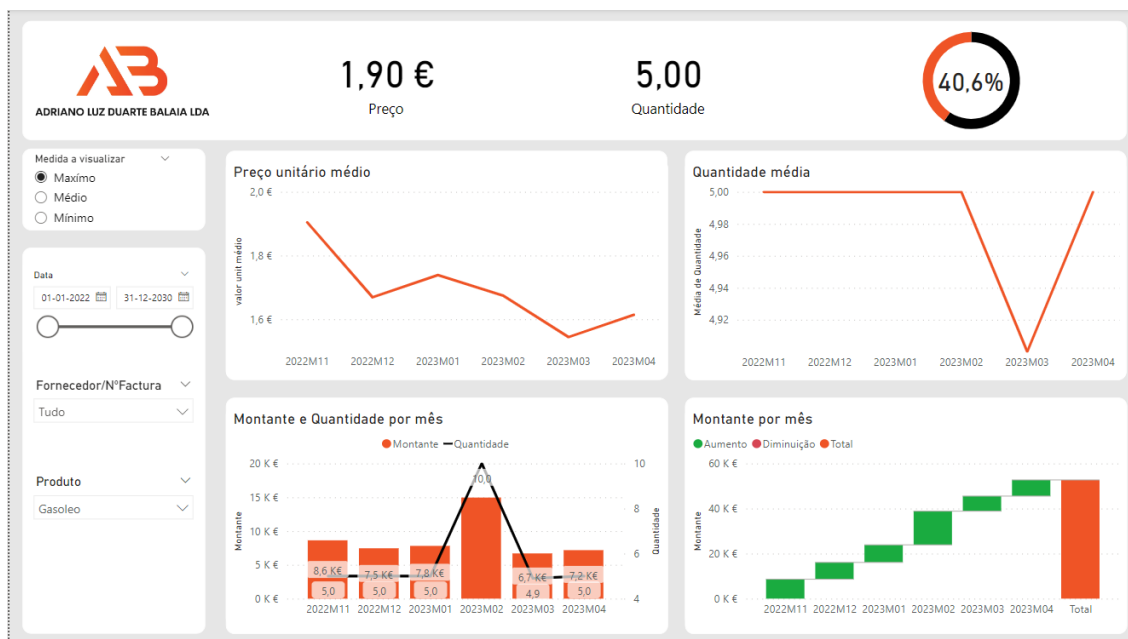 AB
ADRIANO LUZ DUARTE BALAIA LDA
1,90 €
Preço
5,00
Quantidade
40,6%
Medida a visualizar
Maxímo
Médio
Mínimo
Data
01-01-2022 31-12-2030
Fornecedor/NºFactura
Tudo
Produto
Gasoleo
Preço unitário médio
valor unit médio
2,0 €
1,8 €
1,6 €
2022M11 2022M12 2023M01 2023M02 2023M03 2023M04
Quantidade média
Média de Quantidade
5,00
4,98
4,96
4,94
4,92
2022M11 2022M12 2023M01 2023M02 2023M03 2023M04
Montante e Quantidade por mês
Montante Quantidade
Montante
20 K €
15 K €
10 K €
5 K €
0 K €
10,0
8,6 K€ 7,5 K€ 7,8 K€ 6,7 K€ 7,2 K€
5,0 5,0 5,0 4,9 5,0
10
8
6
4
Quantidade
2022M11 2022M12 2023M01 2023M02 2023M03 2023M04
Montante por mês
Aumento Diminuição Total
Montante
60 K €
40 K €
20 K €
0 K €
2022M11 2022M12 2023M01 2023M02 2023M03 2023M04 Total